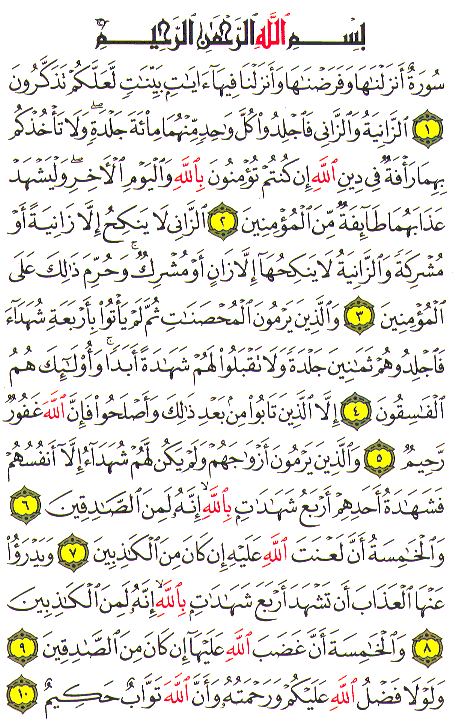 بِسْمِ ٱللَّهِ ٱلرَّحْمَٰنِ ٱلرَّحِيمِ
سُورَةٌ أَنزَلْنَٰهَا وَفَرَضْنَٰهَا وَأَنزَلْنَا فِيهَآ ءَايَٰتٍۭ بَيِّنَٰتٍ لَّعَلَّكُمْ تَذَكَّرُونَ
١ ٱلزَّانِيَةُ وَٱلزَّانِى فَٱجْلِدُوا۟ كُلَّ وَٰحِدٍ مِّنْهُمَا مِا۟ئَةَ جَلْدَةٍ ۖ وَلَا تَأْخُذْكُم
بِهِمَا رَأْفَةٌ فِى دِينِ ٱللَّهِ إِن كُنتُمْ تُؤْمِنُونَ بِٱللَّهِ وَٱلْيَوْمِ ٱلْءَاخِرِ ۖ وَلْيَشْهَدْ
عَذَابَهُمَا طَآئِفَةٌ مِّنَ ٱلْمُؤْمِنِينَ ٢ ٱلزَّانِى لَا يَنكِحُ إِلَّا زَانِيَةً أَوْ
مُشْرِكَةً وَٱلزَّانِيَةُ لَا يَنكِحُهَآ إِلَّا زَانٍ أَوْ مُشْرِكٌ ۚ وَحُرِّمَ ذَٰلِكَ عَلَى
ٱلْمُؤْمِنِينَ ٣ وَٱلَّذِينَ يَرْمُونَ ٱلْمُحْصَنَٰتِ ثُمَّ لَمْ يَأْتُوا۟ بِأَرْبَعَةِ شُهَدَآءَ
فَٱجْلِدُوهُمْ ثَمَٰنِينَ جَلْدَةً وَلَا تَقْبَلُوا۟ لَهُمْ شَهَٰدَةً أَبَدًا ۚ وَأُو۟لَٰٓئِكَ هُمُ
ٱلْفَٰسِقُونَ ٤ إِلَّا ٱلَّذِينَ تَابُوا۟ مِنۢ بَعْدِ ذَٰلِكَ وَأَصْلَحُوا۟ فَإِنَّ ٱللَّهَ غَفُورٌ
رَّحِيمٌ ٥ وَٱلَّذِينَ يَرْمُونَ أَزْوَٰجَهُمْ وَلَمْ يَكُن لَّهُمْ شُهَدَآءُ إِلَّآ أَنفُسُهُمْ
فَشَهَٰدَةُ أَحَدِهِمْ أَرْبَعُ شَهَٰدَٰتٍۭ بِٱللَّهِ ۙ إِنَّهُۥ لَمِنَ ٱلصَّٰدِقِينَ ٦
وَٱلْخَٰمِسَةُ أَنَّ لَعْنَتَ ٱللَّهِ عَلَيْهِ إِن كَانَ مِنَ ٱلْكَٰذِبِينَ ٧ وَيَدْرَؤُا۟
عَنْهَا ٱلْعَذَابَ أَن تَشْهَدَ أَرْبَعَ شَهَٰدَٰتٍۭ بِٱللَّهِ ۙ إِنَّهُۥ لَمِنَ ٱلْكَٰذِبِينَ
٨ وَٱلْخَٰمِسَةَ أَنَّ غَضَبَ ٱللَّهِ عَلَيْهَآ إِن كَانَ مِنَ ٱلصَّٰدِقِينَ ٩
وَلَوْلَا فَضْلُ ٱللَّهِ عَلَيْكُمْ وَرَحْمَتُهُۥ وَأَنَّ ٱللَّهَ تَوَّابٌ حَكِيمٌ ١٠